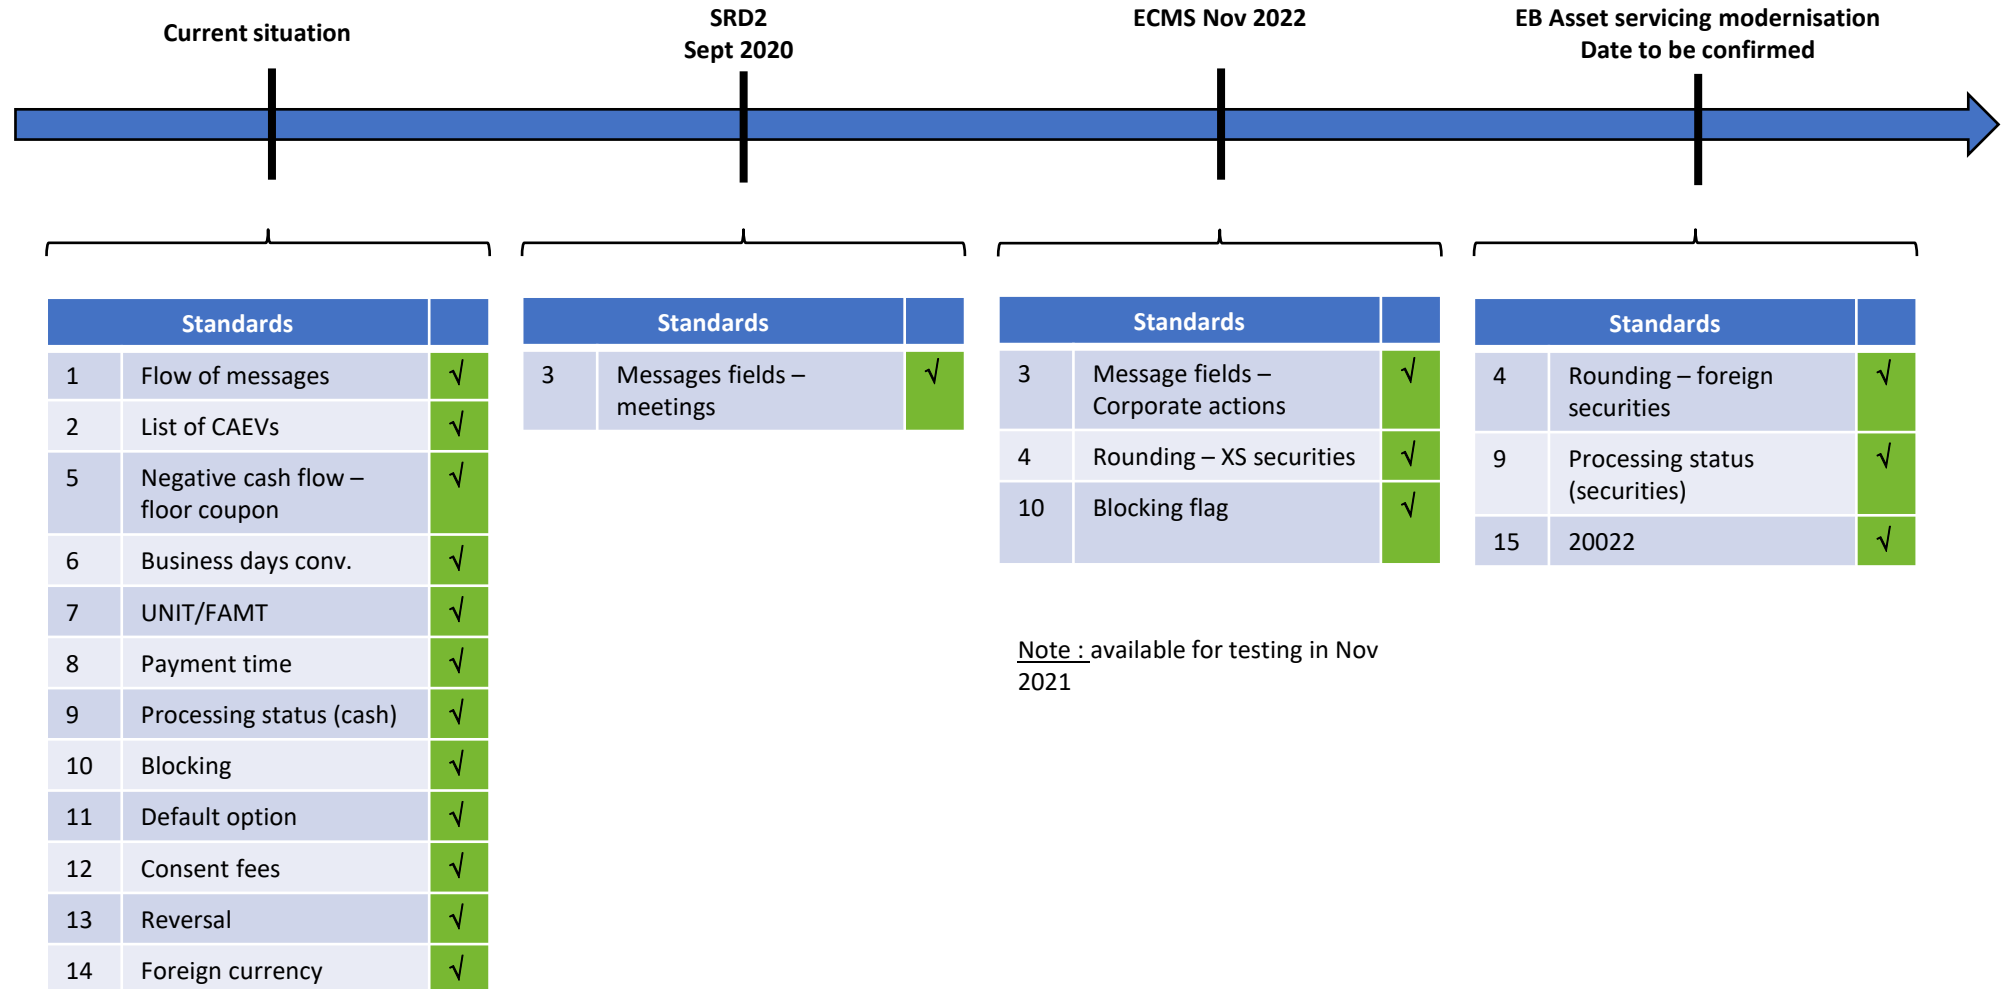 Current situation
SRD2
Sept 2020
ECMS Nov 2022
EB Asset servicing modernisation
Date to be confirmed
Standards
1 Flow of messages √
2 List of CAEVs √
5 Negative cash flow – √
floor coupon
6 Business days conv. √
7 UNIT/FAMT √
8 Payment time √
9 Processing status (cash) √
10 Blocking √
11 Default option √
12 Consent fees √
13 Reversal √
14 Foreign currency √
Standards
3 Messages fields – √
meetings
Standards
3 Message fields – √
Corporate actions
4 Rounding – XS securities √
10 Blocking flag √
Note : available for testing in Nov
2021
Standards
4 Rounding – foreign √
securities
9 Processing status √
(securities)
15 20022 √